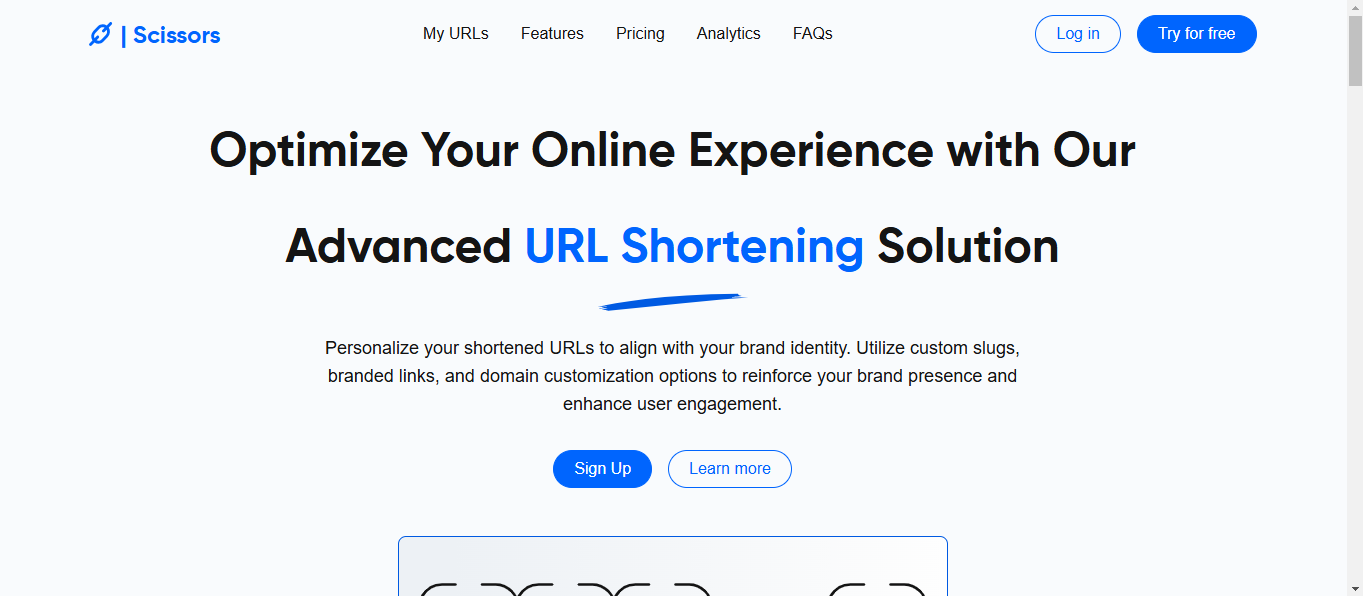 | Scissors
My URLs Features Pricing Analytics FAQs
Log in Try for free
Optimize Your Online Experience with Our
Advanced URL Shortening Solution
Personalize your shortened URLs to align with your brand identity. Utilize custom slugs,
branded links, and domain customization options to reinforce your brand presence and
enhance user engagement.
Sign Up Learn more